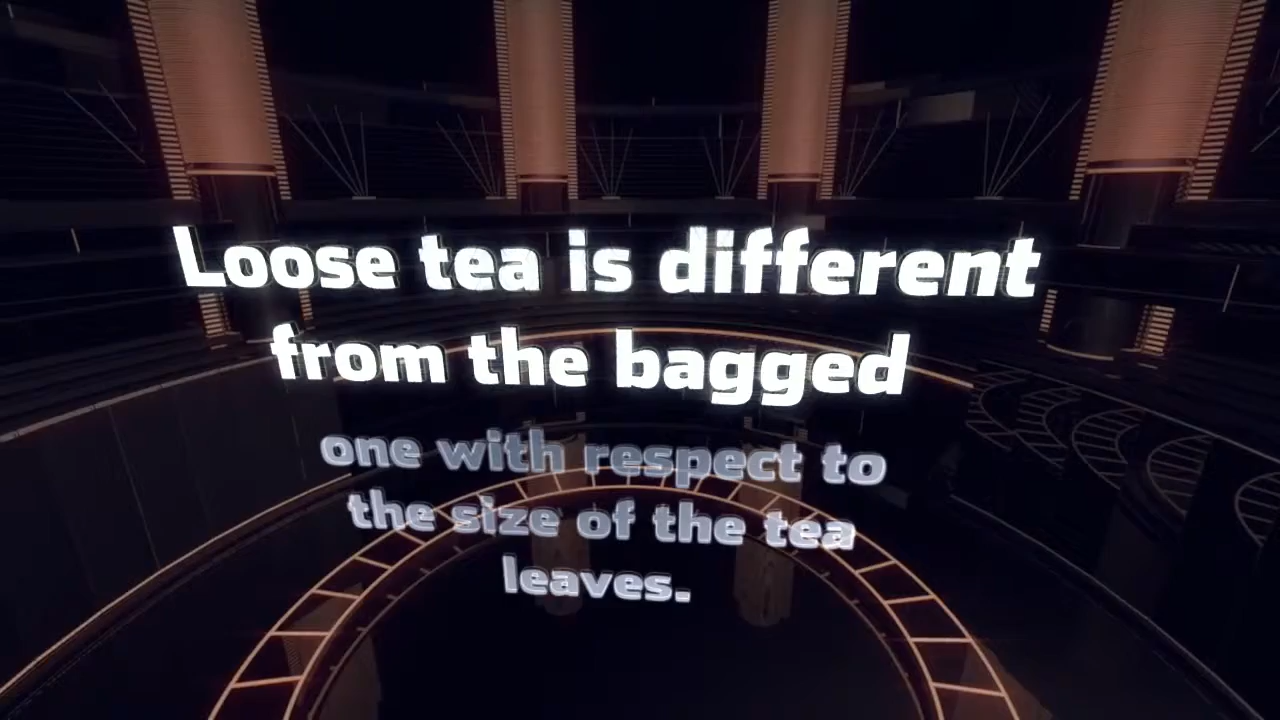 Loose tea is different
from the bagged
one with respect to
the size of the tea
leaves.